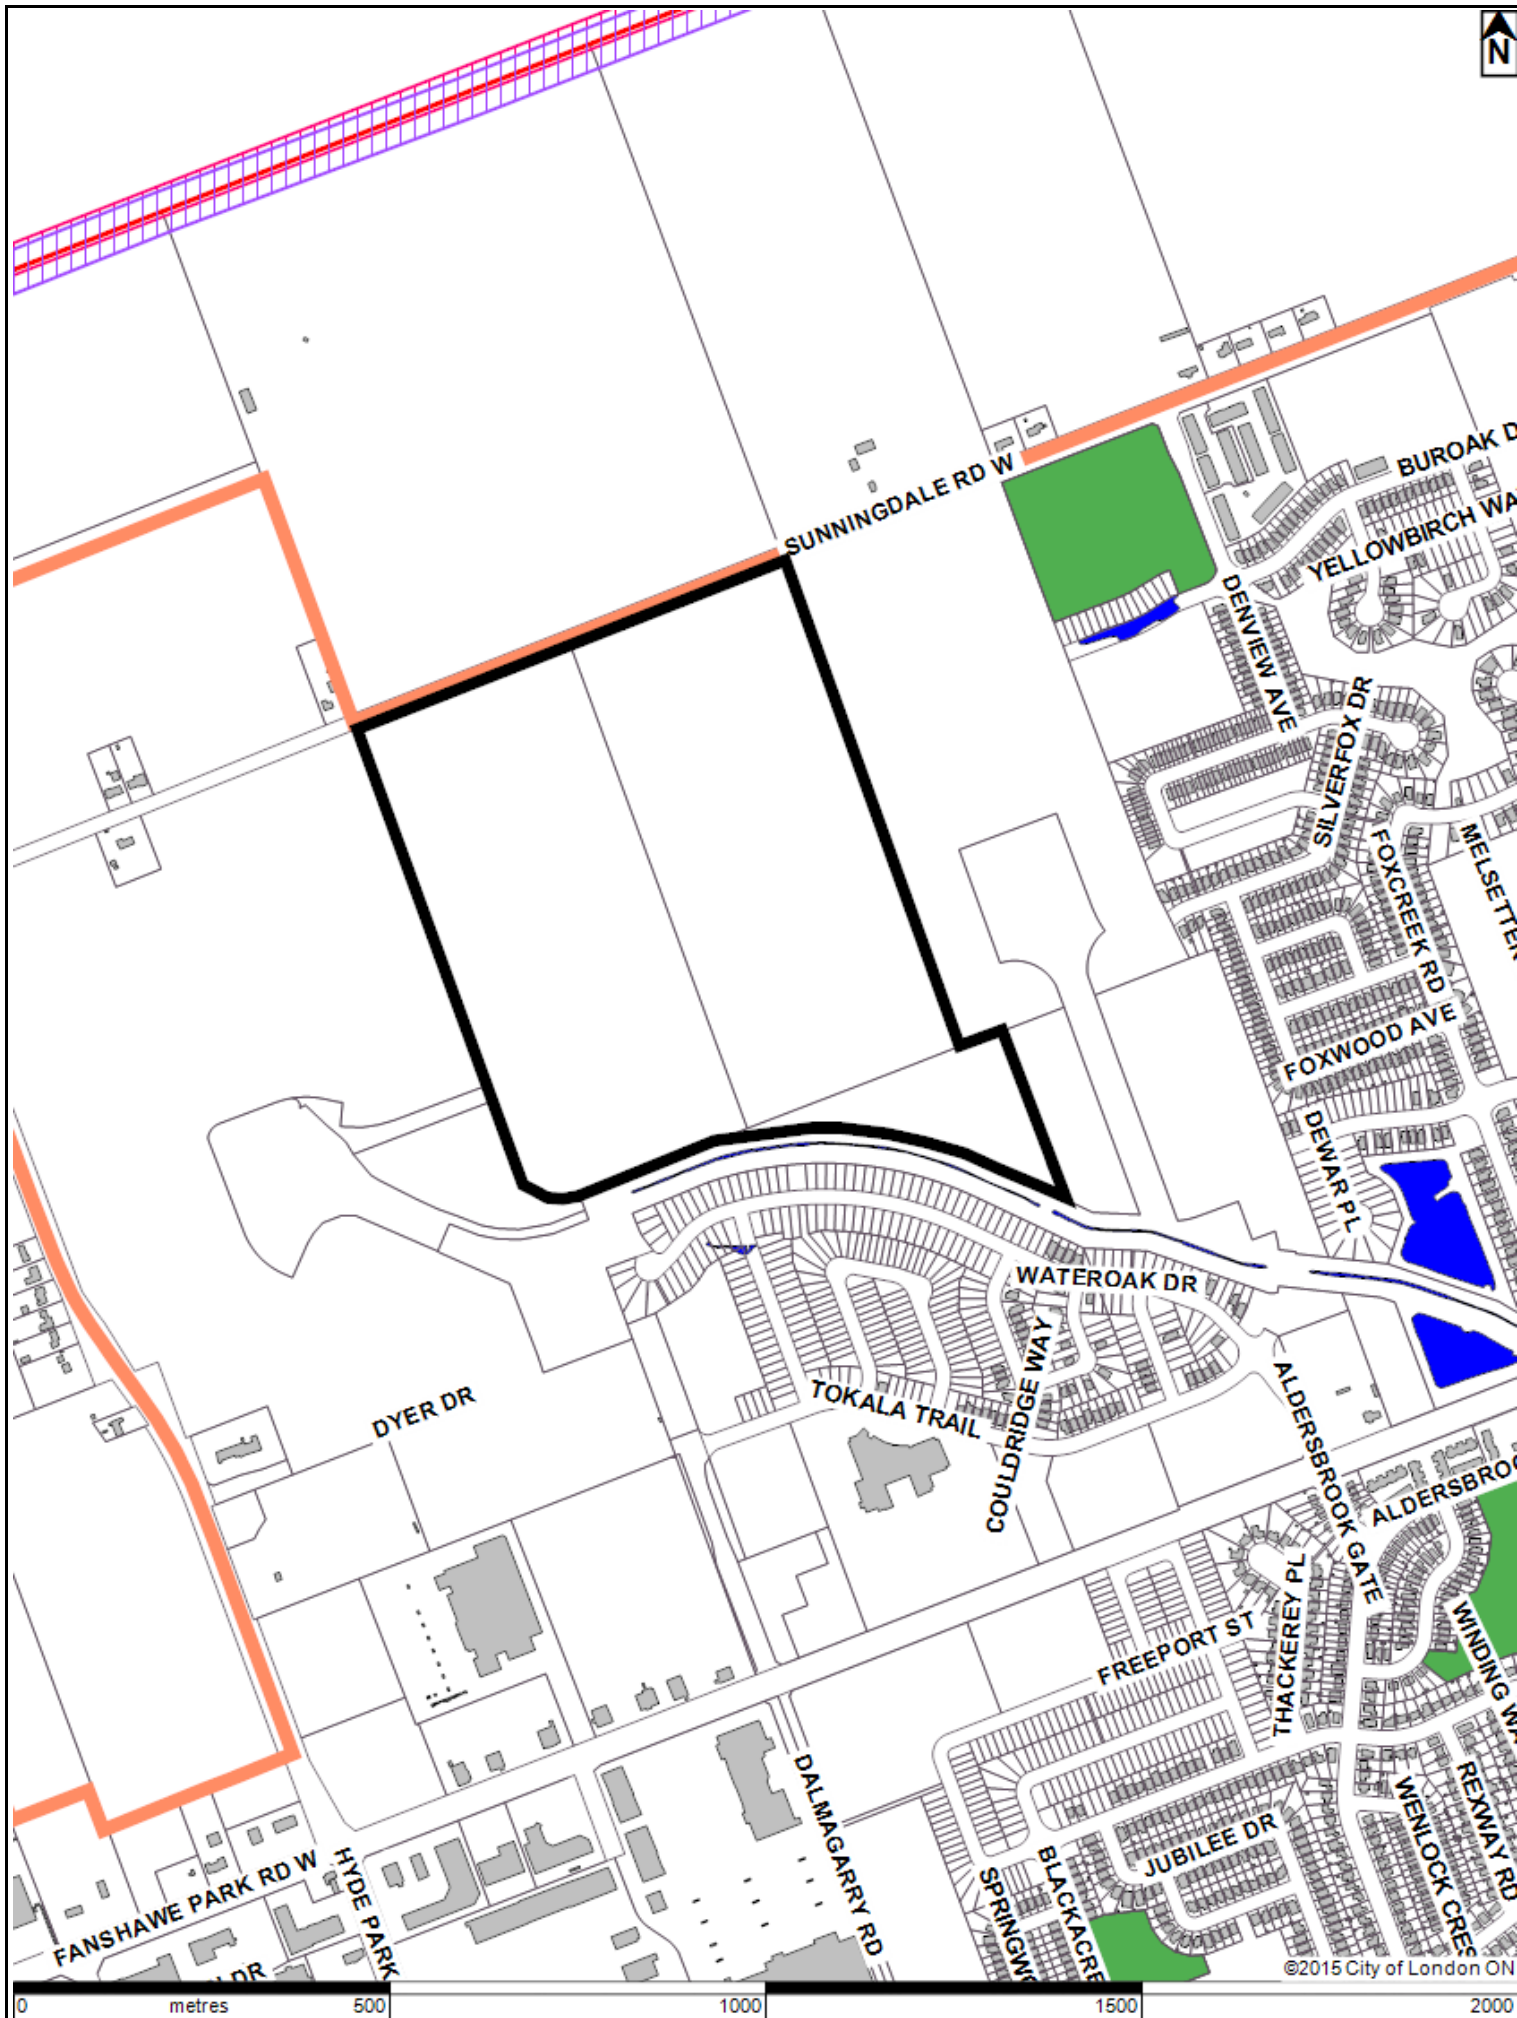 N
BUROAK D
SUNNINGDALE RD W
YELLOWBIRCH WA
DENVIEW AVE
SILVERFOX DR
FOXCREEK RD
MELSETTER
FOXWOOD AVE
DEWAR PL
WATEROAK DR
COULDRIDGE WAY
TOKALA TRAIL
DYER DR
ALDERSBROOK GATE
ALDERSBROO
THACKEREY PL
FREEPORT ST
WINDING WA
DALMAGARRY RD
REXWAY RD
WENLOCK CRES
JUBILEE DR
BLACKACRE
SPRINGWO
HYDE PARK
FANSHAWE PARK RD W
DR
©2015 City of London ON
0 metres 500 1000 1500 2000